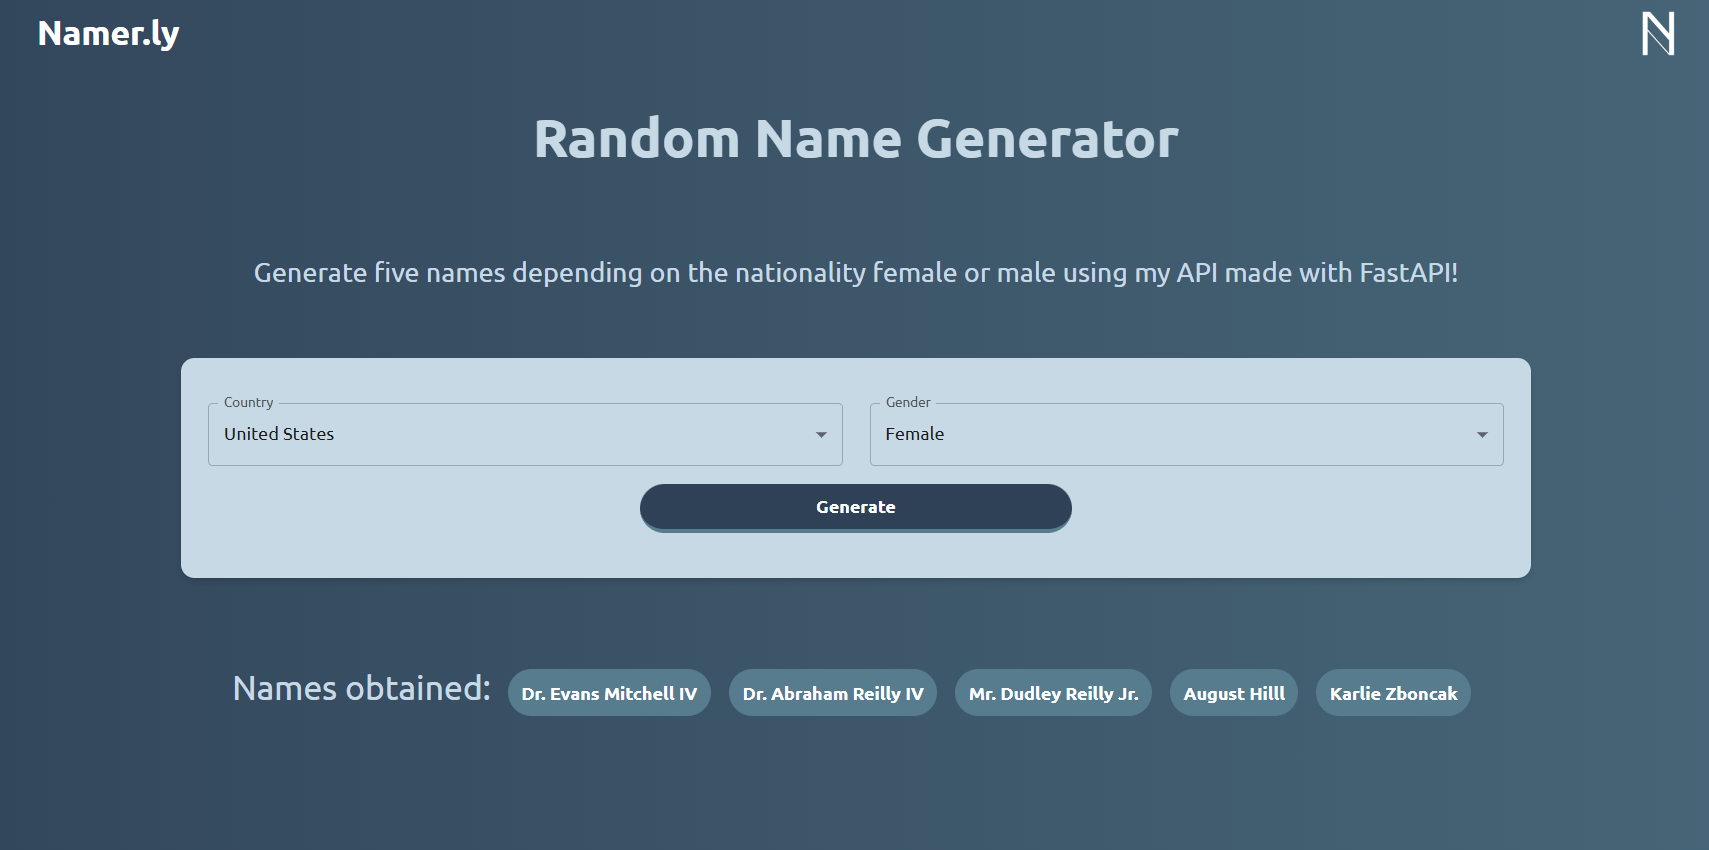 Namer.ly
Random Name Generator
Generate five names depending on the nationality female or male using my API made with FastAPI!
Country
United States
Gender
Female
Generate
Names obtained: Dr. Evans Mitchell IV Dr. Abraham Reilly IV Mr. Dudley Reilly Jr. August Hilll Karlie Zboncak